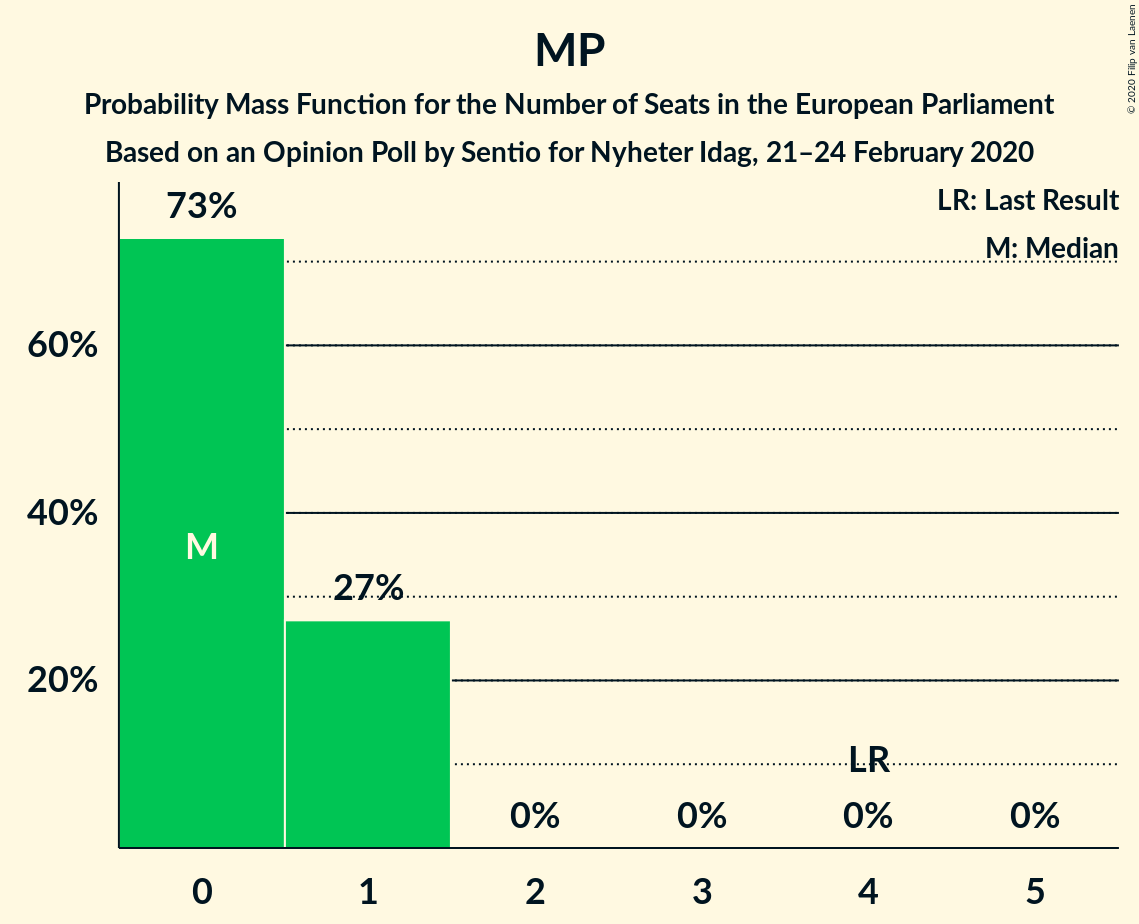 MP
Probability Mass Function for the Number of Seats in the European Parliament
Based on an Opinion Poll by Sentio for Nyheter Idag, 21–24 February 2020
© 2020 Filip van Laenen
LR: Last Result
M: Median
73%
60%
40%
20%
M
27%
LR
0%
0%
0%
0%
0 1 2 3 4 5